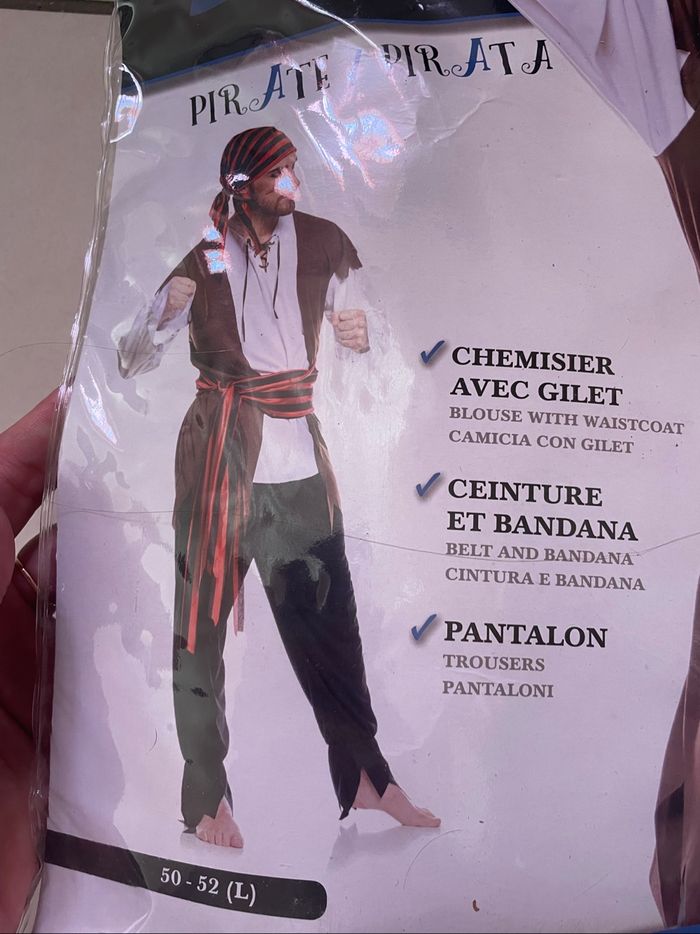 PIRATE / PIRATA
CHEMISIER
AVEC GILET
BLOUSE WITH WAISTCOAT
CAMICIA CON GILET
CEINTURE
ET BANDANA
BELT AND BANDANA
CINTURA E BANDANA
PANTALON
TROUSERS
PANTALONI
50 - 52 (L)